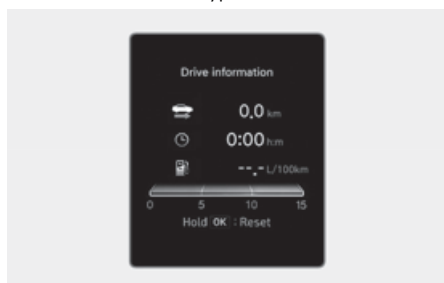 Drive information
0.0 km
0:00 h:m
--.- L/100km
0 5 10 15
Hold OK : Reset